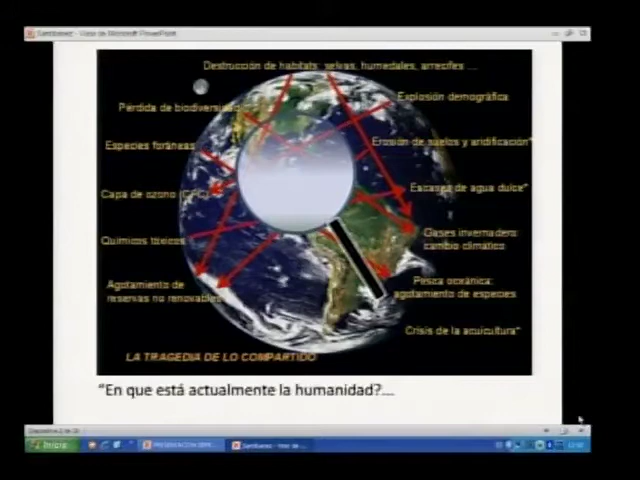 Destrucción de habitats: selvas, humedales, arrecifes ...
Pérdida de biodiversidad
Explosión demográfica
Especies foráneas
Erosión de suelos y aridificación*
Capa de ozono (CFC)
Escasez de agua dulce*
Químicos tóxicos
Gases invernadero:
cambio climático
Agotamiento de
reservas no renovables
Pesca oceánica:
agotamiento de especies
Crisis de la acuicultura*
LA TRAGEDIA DE LO COMPARTIDO
"En que está actualmente la humanidad?...
Inicio